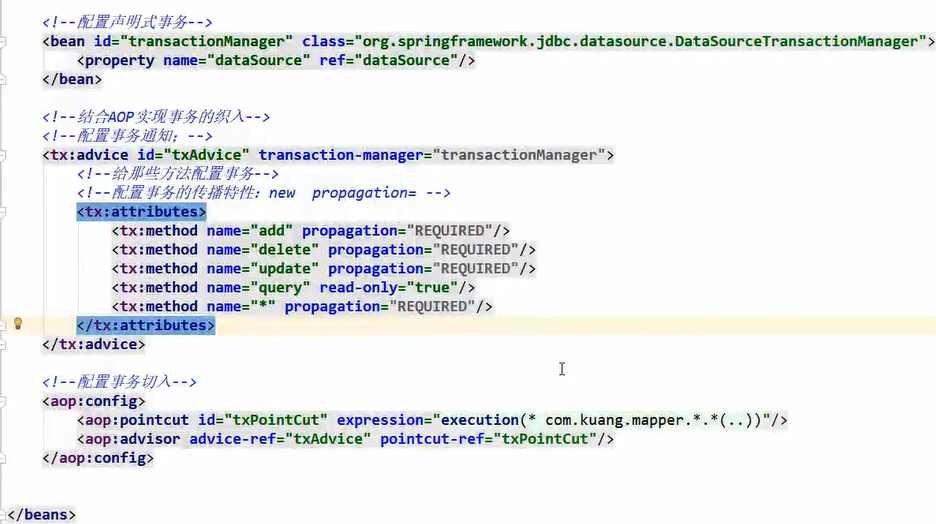 <!--配置声明式事务-->
<bean id="transactionManager" class="org.springframework.jdbc.datasource.DataSourceTransactionManager">
<property name="dataSource" ref="dataSource"/>
</bean>
<!--结合AOP实现事务的织入-->
<!--配置事务通知；-->
<tx:advice id="txAdvice" transaction-manager="transactionManager">
<!--给那些方法配置事务-->
<!--配置事务的传播特性：new  propagation= -->
<tx:attributes>
<tx:method name="add" propagation="REQUIRED"/>
<tx:method name="delete" propagation="REQUIRED"/>
<tx:method name="update" propagation="REQUIRED"/>
<tx:method name="query" read-only="true"/>
<tx:method name="*" propagation="REQUIRED"/>
</tx:attributes>
</tx:advice>
<!--配置事务切入-->
<aop:config>
<aop:pointcut id="txPointCut" expression="execution(* com.kuang.mapper.*.*(..))"/>
<aop:advisor advice-ref="txAdvice" pointcut-ref="txPointCut"/>
</aop:config>
</beans>